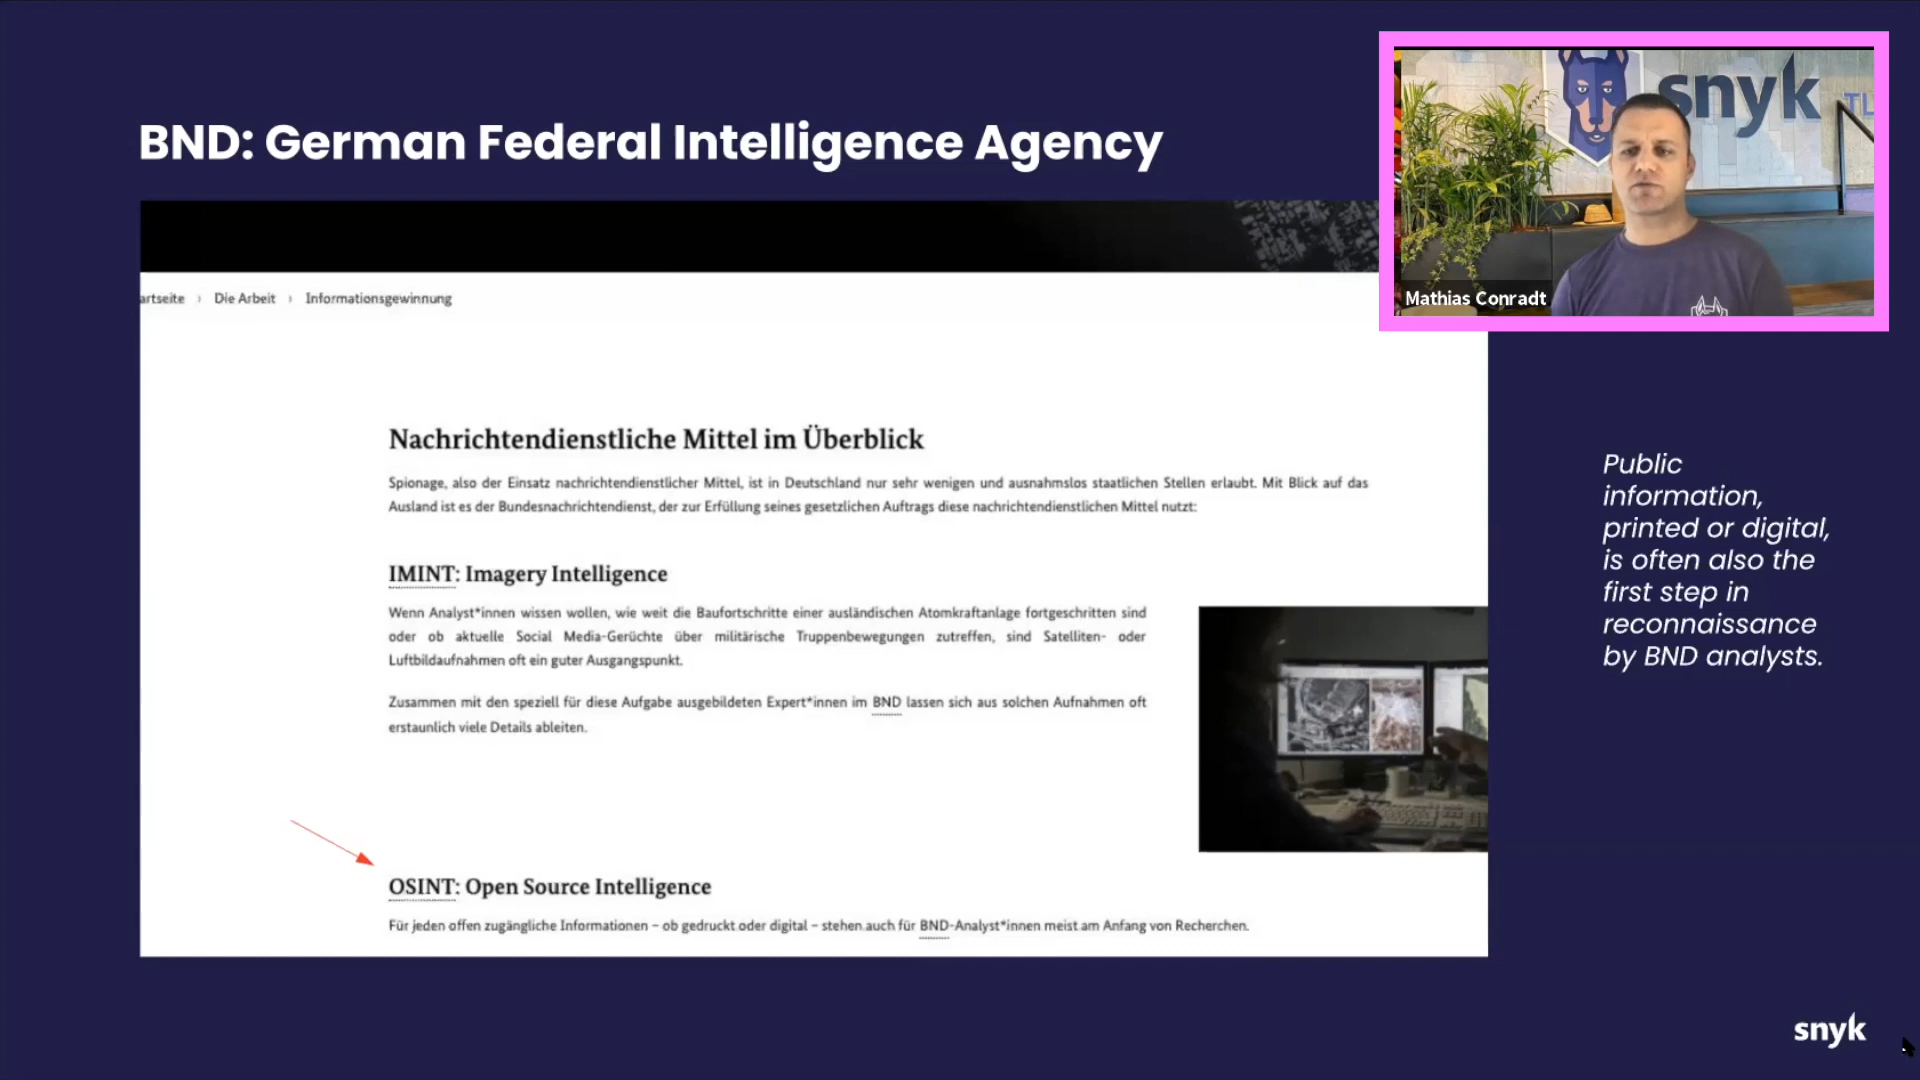 BND: German Federal Intelligence Agency
snyk
TL
Mathias Conradt
artseite › Die Arbeit › Informationsgewinnung
Nachrichtendienstliche Mittel im Überblick
Spionage, also der Einsatz nachrichtendienstlicher Mittel, ist in Deutschland nur sehr wenigen und ausnahmslos staatlichen Stellen erlaubt. Mit Blick auf das
Ausland ist es der Bundesnachrichtendienst, der zur Erfüllung seines gesetzlichen Auftrags diese nachrichtendienstlichen Mittel nutzt:
IMINT: Imagery Intelligence
Wenn Analyst*innen wissen wollen, wie weit die Baufortschritte einer ausländischen Atomkraftanlage fortgeschritten sind
oder ob aktuelle Social Media-Gerüchte über militärische Truppenbewegungen zutreffen, sind Satelliten- oder
Luftbildaufnahmen oft ein guter Ausgangspunkt.
Zusammen mit den speziell für diese Aufgabe ausgebildeten Expert*innen im BND lassen sich aus solchen Aufnahmen oft
erstaunlich viele Details ableiten.
OSINT: Open Source Intelligence
Für jeden offen zugängliche Informationen – ob gedruckt oder digital – stehen auch für BND-Analyst*innen meist am Anfang von Recherchen.
Public
information,
printed or digital,
is often also the
first step in
reconnaissance
by BND analysts.
snyk